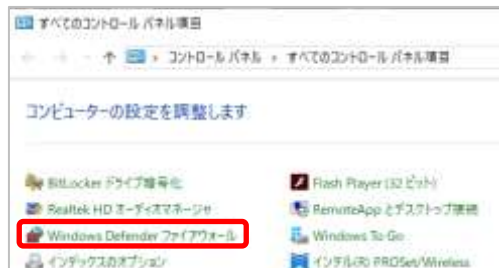 すべてのコントロール パネル項目
コントロール パネル › すべてのコントロール パネル項目
コンピューターの設定を調整します
BitLocker ドライブ暗号化
Flash Player (32 ビット)
Realtek HD オーディオマネージャ
RemoteApp とデスクトップ接続
Windows Defender ファイアウォール
Windows To Go
インデックスのオプション
インテル(R) PROSet/Wireless